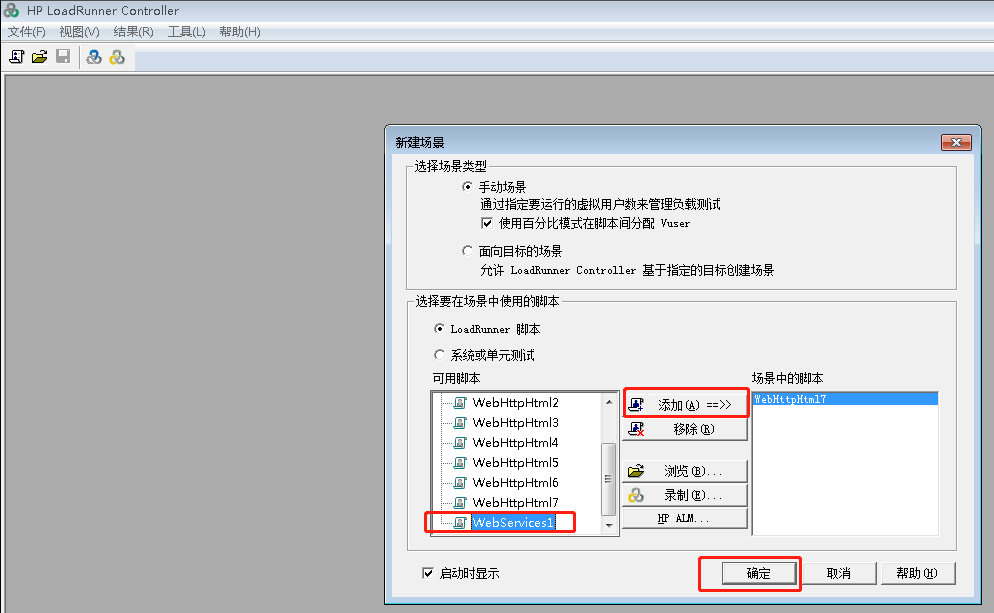 HP LoadRunner Controller
文件(F) 视图(V) 结果(R) 工具(L) 帮助(H)
新建场景
选择场景类型
手动场景
通过指定要运行的虚拟用户数来管理负载测试
使用百分比模式在脚本间分配 Vuser
面向目标的场景
允许 LoadRunner Controller 基于指定的目标创建场景
选择要在场景中使用的脚本
LoadRunner 脚本
系统或单元测试
可用脚本
WebHttpHtml2
WebHttpHtml3
WebHttpHtml4
WebHttpHtml5
WebHttpHtml6
WebHttpHtml7
WebServices1
添加(A) ==>>
移除(R)
浏览(B)...
录制(E)...
HP ALM...
场景中的脚本
WebHttpHtml7
启动时显示
确定
取消
帮助(H)